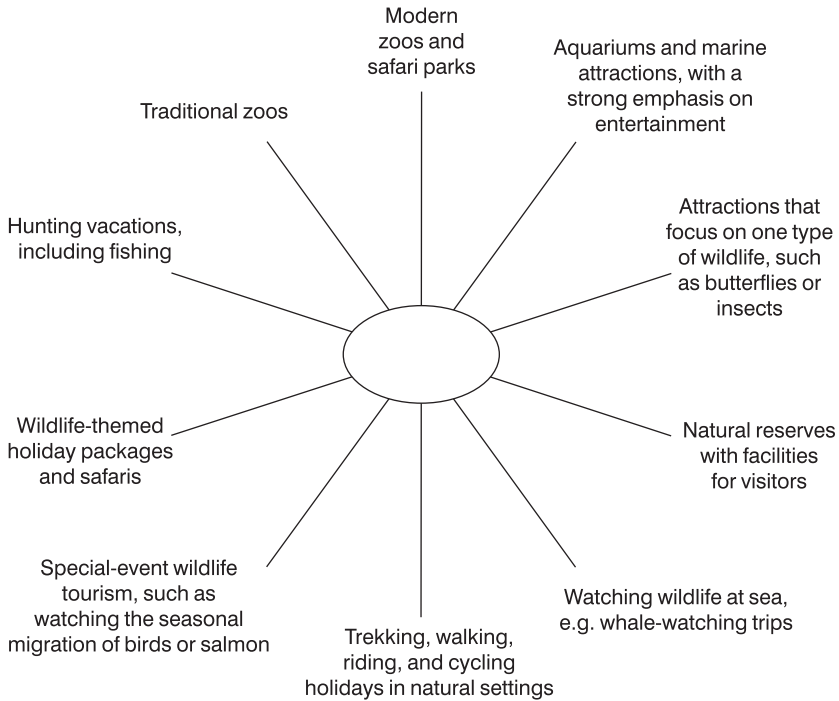 Modern
zoos and
safari parks
Aquariums and marine
attractions, with a
strong emphasis on
entertainment
Traditional zoos
Attractions that
focus on one type
of wildlife, such
as butterflies or
insects
Hunting vacations,
including fishing
Natural reserves
with facilities
for visitors
Wildlife-themed
holiday packages
and safaris
Watching wildlife at sea,
e.g. whale-watching trips
Special-event wildlife
tourism, such as
watching the seasonal
migration of birds or salmon
Trekking, walking,
riding, and cycling
holidays in natural settings